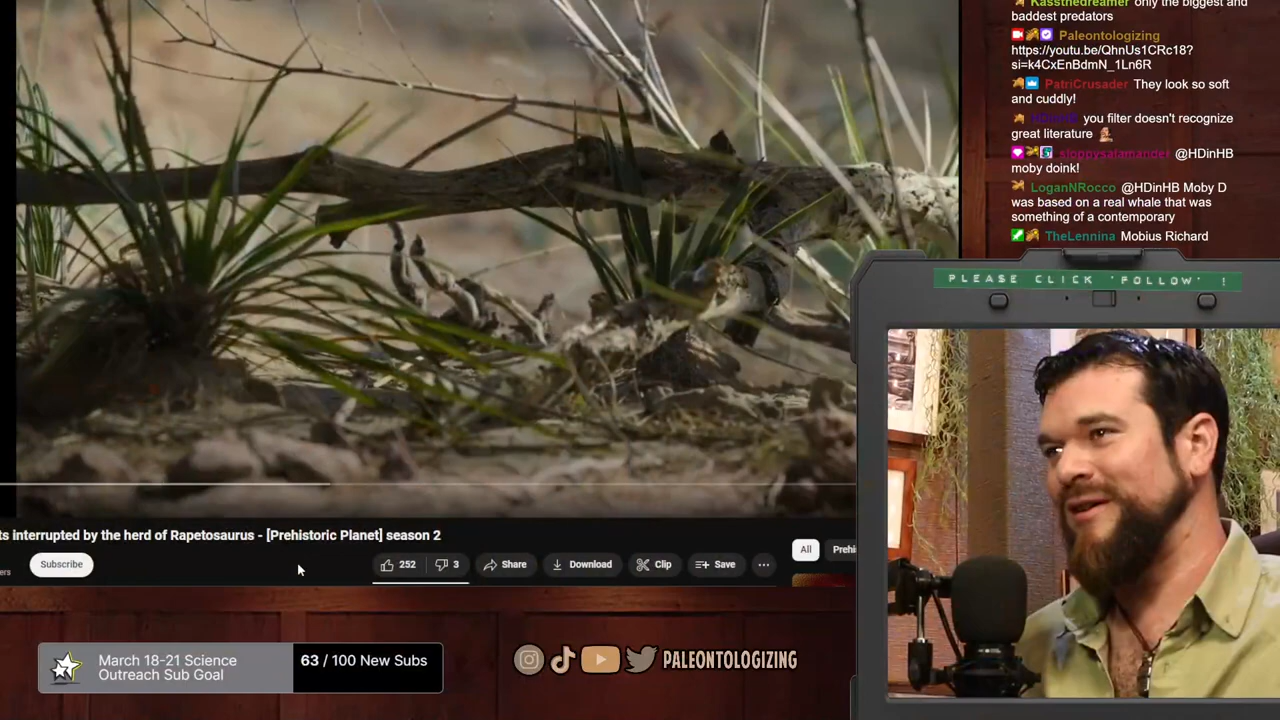 Kassthedreamer only the biggest and
baddest predators
Paleontologizing
https://youtu.be/QhnUs1CRc18?
si=k4CxEnBdmN_1Ln6R
PatriCrusader They look so soft
and cuddly!
HDinHB you filter doesn't recognize
great literature
sloppysalamander @HDinHB
moby doink!
LoganNRocco @HDinHB Moby D
was based on a real whale that was
something of a contemporary
TheLennina Mobius Richard
PLEASE CLICK 'FOLLOW' !
ts interrupted by the herd of Rapetosaurus - [Prehistoric Planet] season 2
ers
Subscribe
252
3
Share
Download
Clip
Save
All
Prehi
March 18-21 Science
Outreach Sub Goal
63 / 100 New Subs
PALEONTOLOGIZING